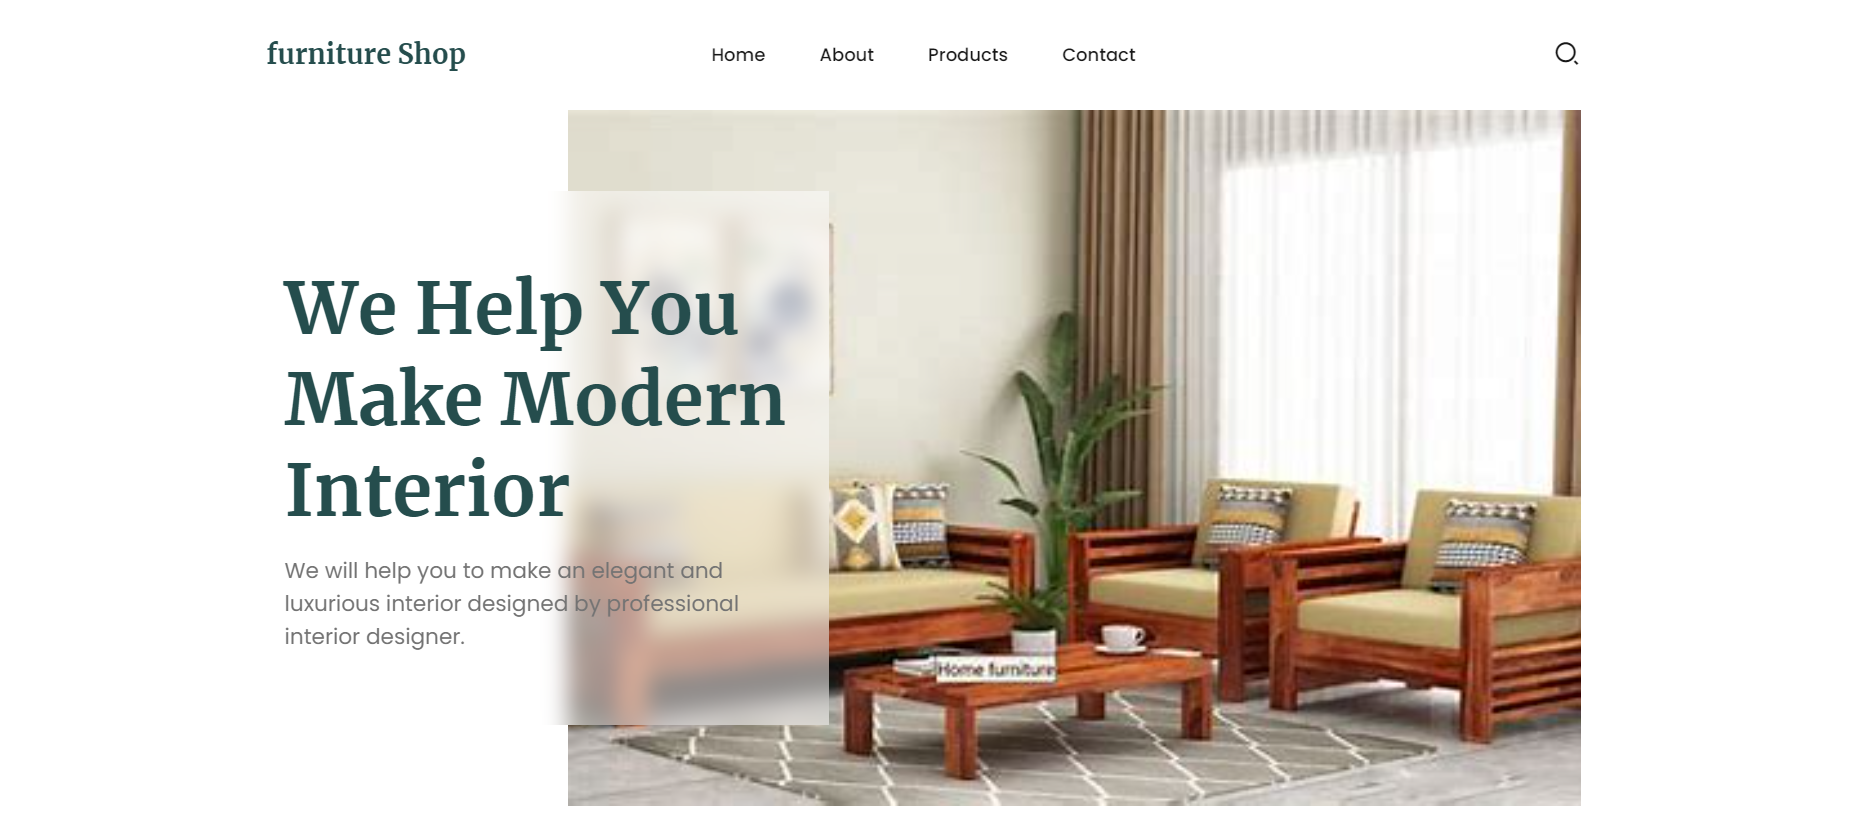 furniture Shop
Home
About
Products
Contact
We Help You
Make Modern
Interior
We will help you to make an elegant and
luxurious interior designed by professional
interior designer.
Home furniture